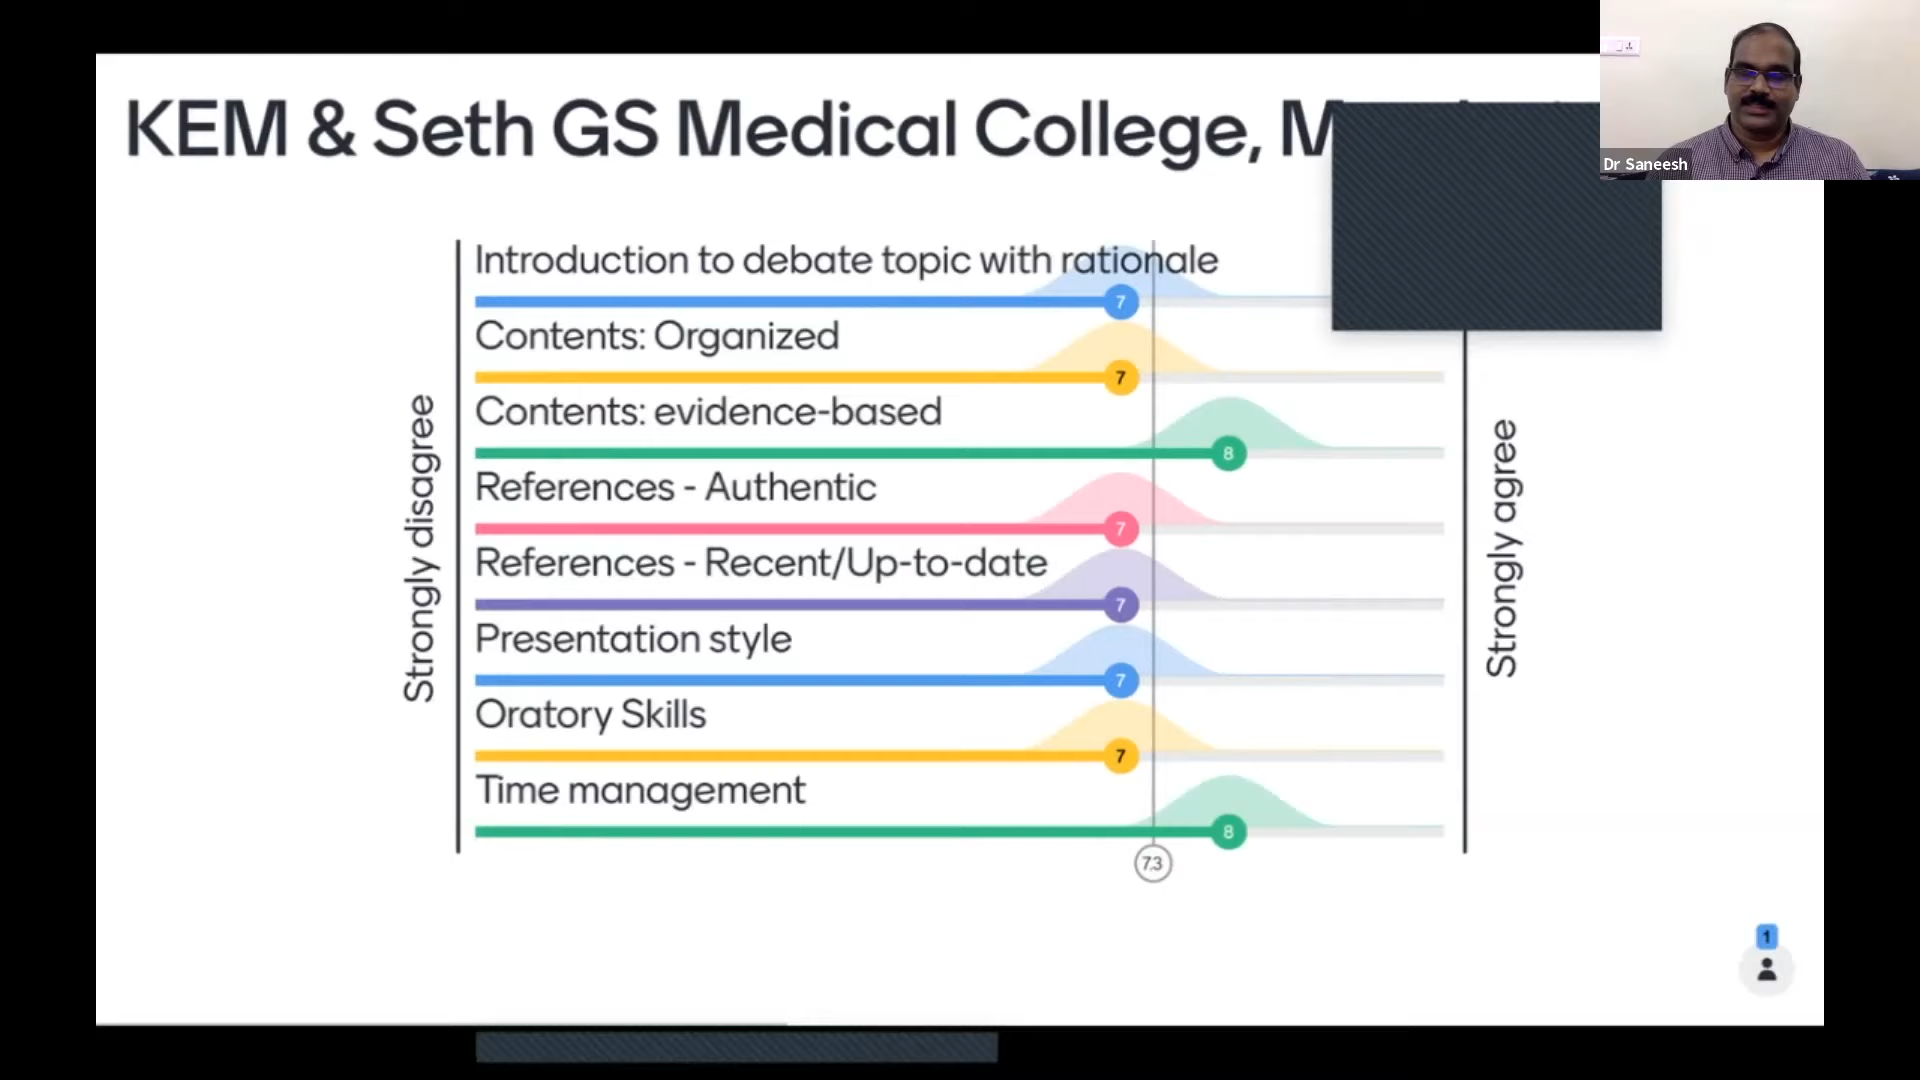 KEM & Seth GS Medical College,
Dr Saneesh
Introduction to debate topic with rationale
7
Contents: Organized
7
Contents: evidence-based
8
References - Authentic
7
References - Recent/Up-to-date
7
Presentation style
7
Oratory Skills
7
Time management
8
7.3
Strongly disagree
Strongly agree
1